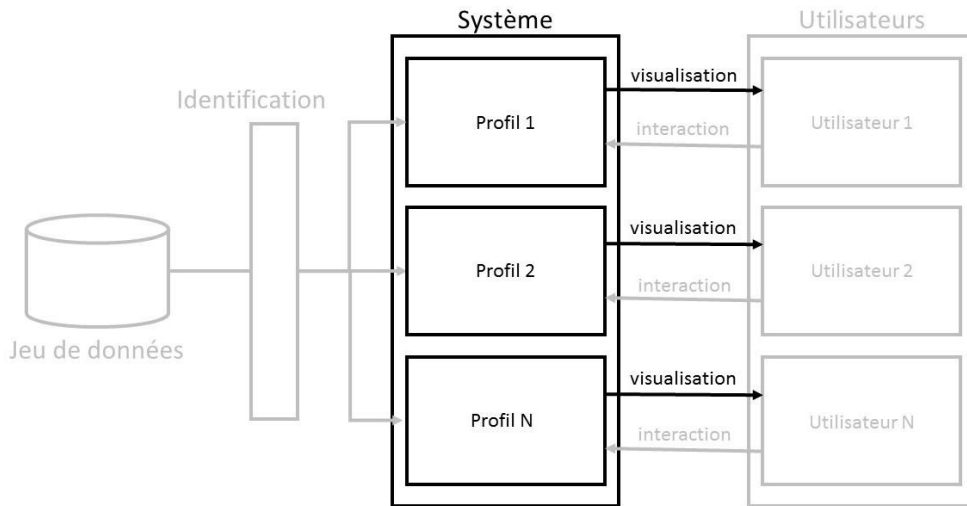 Système
Utilisateurs
Identification
Jeu de données
Profil 1
visualisation
interaction
Utilisateur 1
Profil 2
visualisation
interaction
Utilisateur 2
Profil N
visualisation
interaction
Utilisateur N